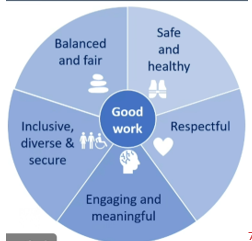 Safe
and
healthy
Balanced
and fair
Good
work
Respectful
Inclusive,
diverse &
secure
Engaging and
meaningful